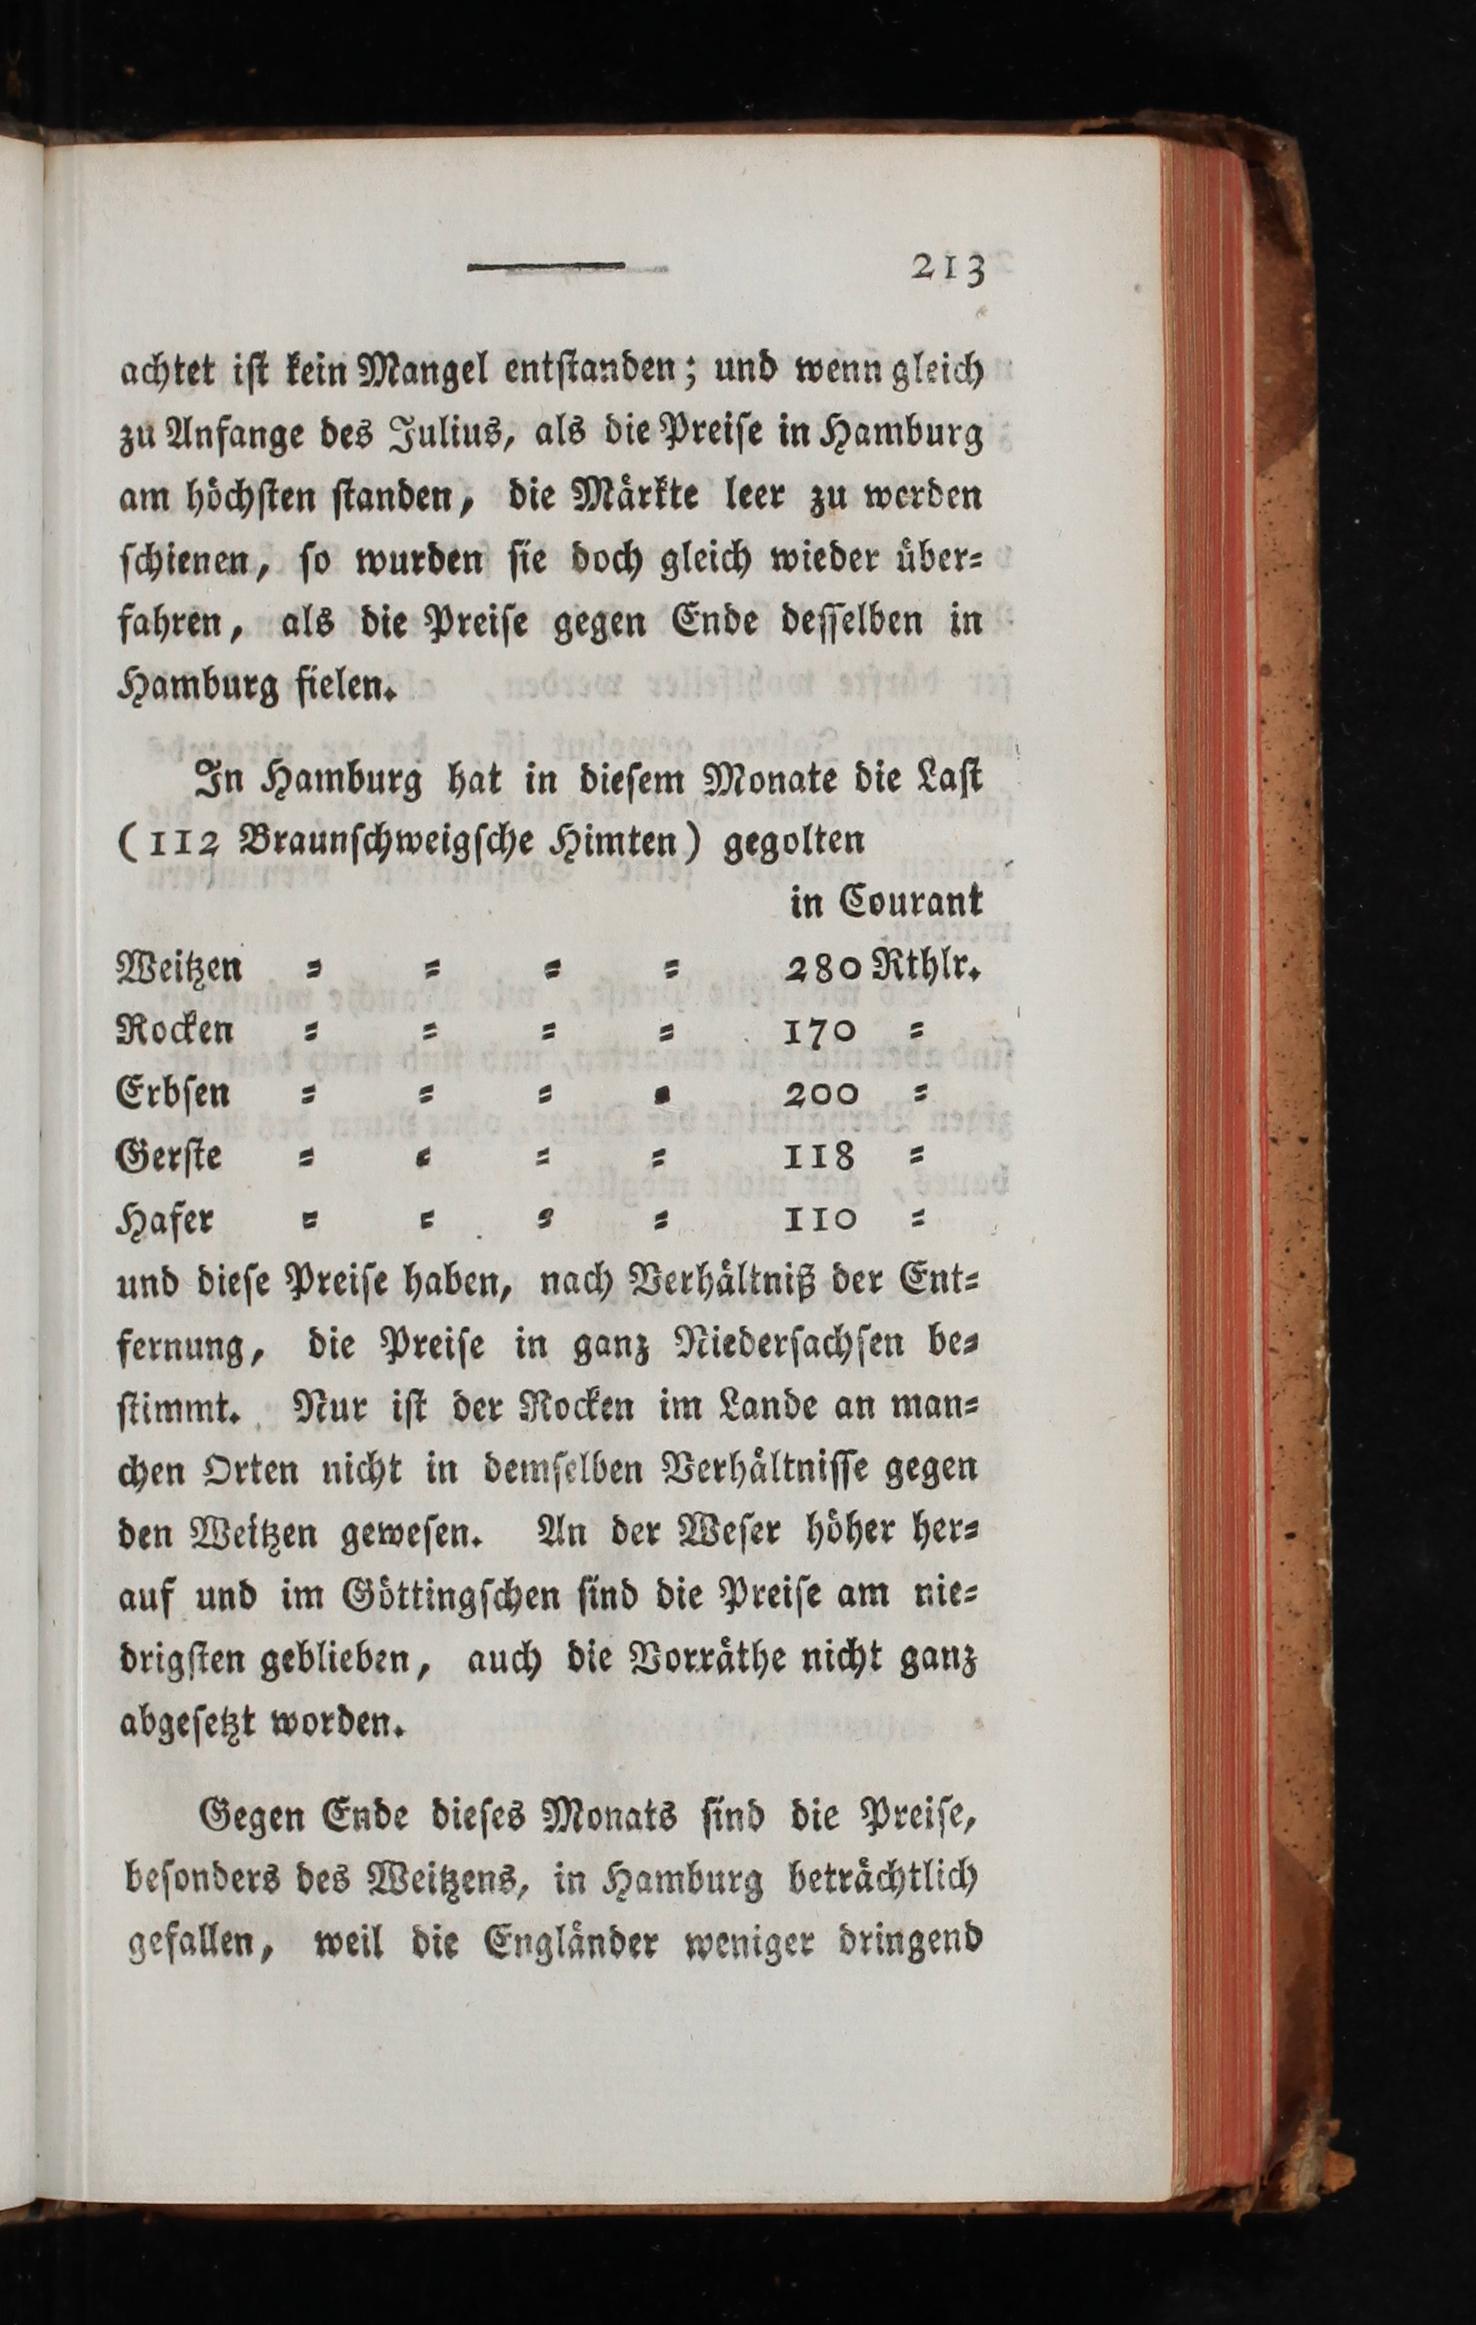 213
achtet iſt kein Mangel entſtanden; und wenn gleich
zu Anfange des Julius, als die Preiſe in Hamburg
am höchſten ſtanden, die Märkte leer zu werden
ſchienen, ſo wurden ſie doch gleich wieder über⸗
fahren, als die Preiſe gegen Ende deſſelben in
Hamburg fielen.
In Hamburg hat in dieſem Monate die Laſt
(112 Braunſchweigſche Himten) gegolten
in Courant
Weitzen ⸗ ⸗ ⸗ ⸗ 280 Rthlr.
Rocken ⸗ ⸗ ⸗ ⸗ 170 ⸗
Erbſen ⸗ ⸗ ⸗ ⸗ 200 ⸗
Gerſte ⸗ ⸗ ⸗ ⸗ 118 ⸗
Hafer ⸗ ⸗ ⸗ ⸗ 110 ⸗
und dieſe Preiſe haben, nach Verhältniß der Ent⸗
fernung, die Preiſe in ganz Niederſachſen be⸗
ſtimmt. Nur iſt der Rocken im Lande an man⸗
chen Orten nicht in demſelben Verhältniſſe gegen
den Weitzen geweſen. An der Weſer höher her⸗
auf und im Göttingſchen ſind die Preiſe am nie⸗
drigſten geblieben, auch die Vorräthe nicht ganz
abgeſetzt worden.
Gegen Ende dieſes Monats ſind die Preiſe,
beſonders des Weitzens, in Hamburg beträchtlich
gefallen, weil die Engländer weniger dringend